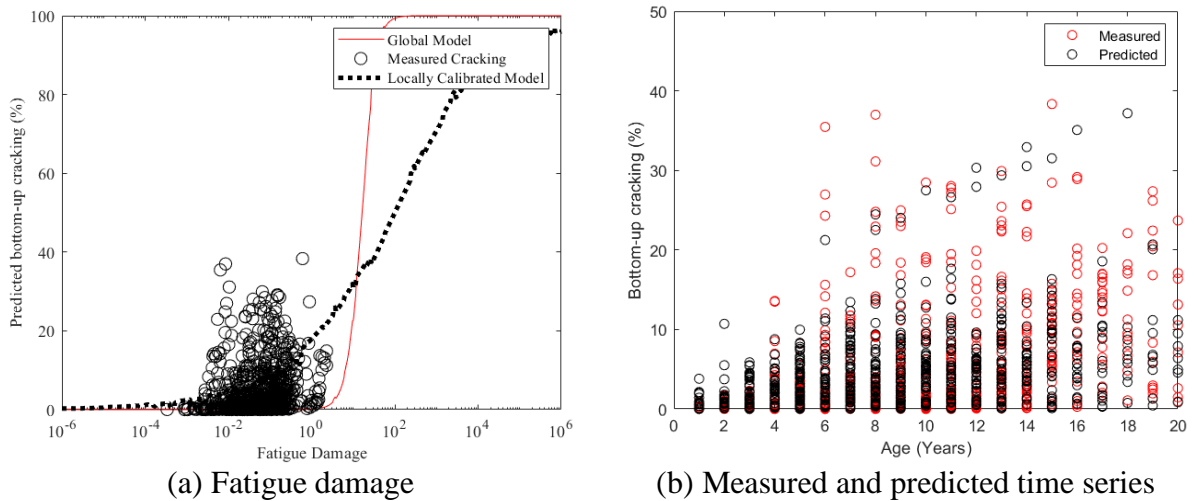 100
80
60
40
20
0
Predicted bottom-up cracking (%)
Global Model
Measured Cracking
Locally Calibrated Model
10^-6 10^-4 10^-2 10^0 10^2 10^4 10^6
Fatigue Damage
(a) Fatigue damage
50
40
30
20
10
0
Bottom-up cracking (%)
Measured
Predicted
0 2 4 6 8 10 12 14 16 18 20
Age (Years)
(b) Measured and predicted time series